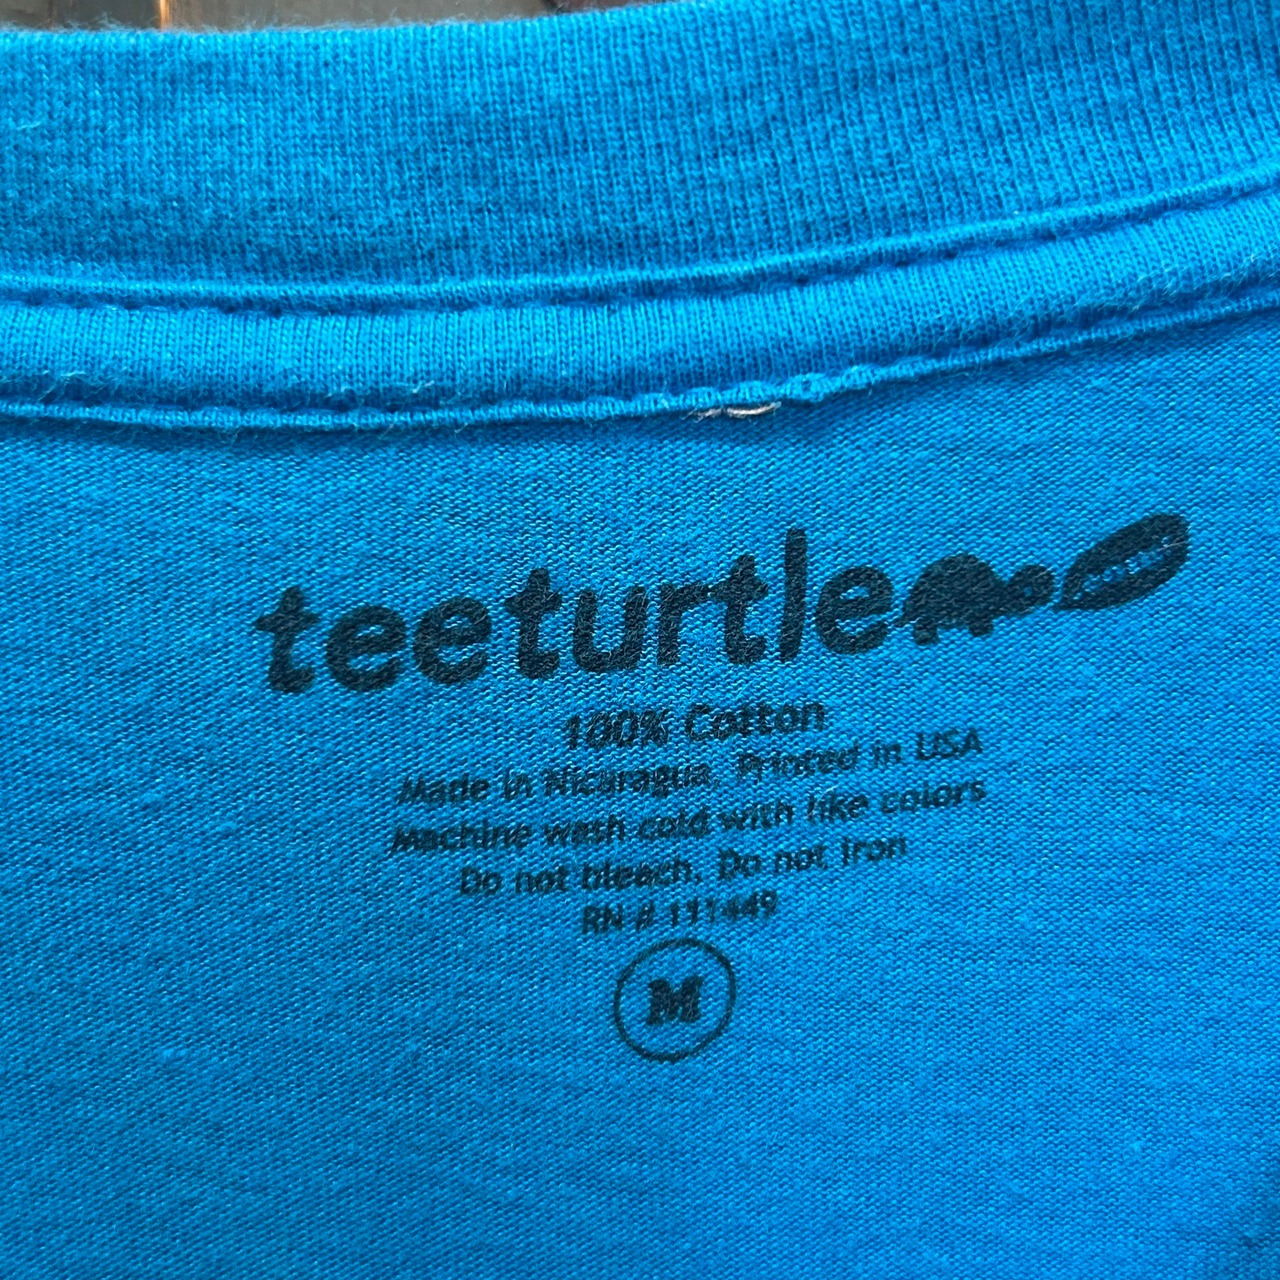 teeturtle
100% Cotton
Made in Nicaragua, Printed in USA
Machine wash cold with like colors
Do not bleach. Do not iron
RN # 111449
M